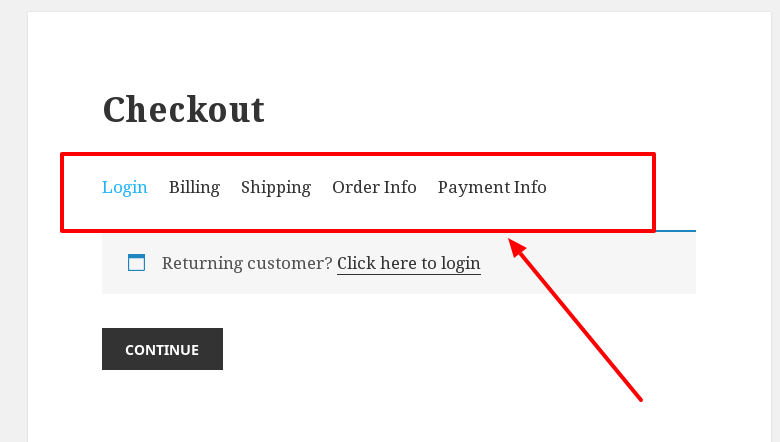 Checkout
Login Billing Shipping Order Info Payment Info
Returning customer? Click here to login
CONTINUE